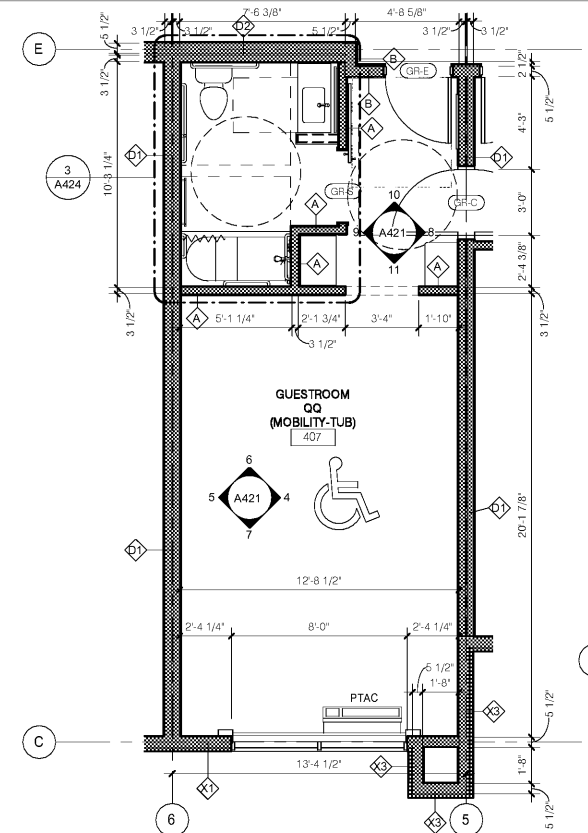 7'-6 3/8"
4'-8 5/8"
3 1/2"
3 1/2"
D2
5 1/2"
3 1/2"
3 1/2"
5 1/2"
E
B
GR-E
2 1/2"
3 1/2"
B
5 1/2"
A
4'-3"
D1
D1
3
A424
10'-3 1/4"
GR-S
10
GR-C
3'-0"
A
9
A421
8
A
11
A
2'-4 3/8"
3 1/2"
A
5'-1 1/4"
2'-1 3/4"
3'-4"
1'-10"
3 1/2"
3 1/2"
GUESTROOM
QQ
(MOBILITY-TUB)
407
6
5
A421
4
7
D1
20'-1 7/8"
D1
12'-8 1/2"
2'-4 1/4"
8'-0"
2'-4 1/4"
5 1/2"
1'-8"
PTAC
X3
5 1/2"
C
13'-4 1/2"
X3
1'-8"
X1
6
X3
5
5 1/2"